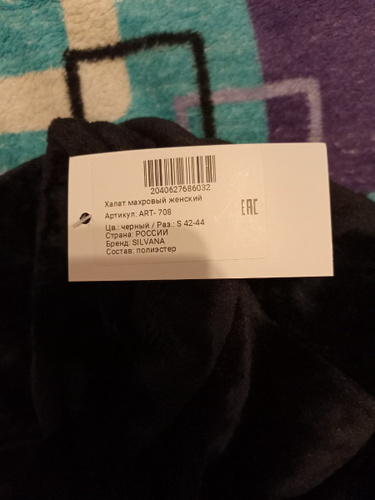 2040627686032
Халат махровый женский
Артикул: ART- 708
EAC
Цв.: черный / Раз.: S 42-44
Страна: РОССИИ
Бренд: SILVANA
Состав: полиэстер